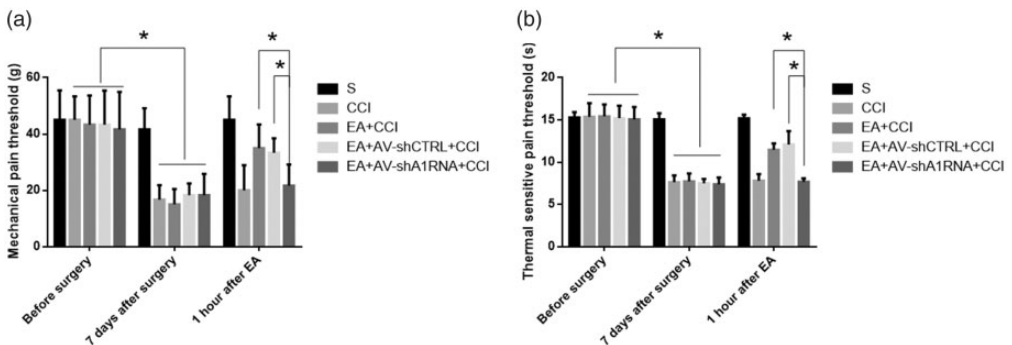 (a)
*
*
*
Mechanical pain threshold (g)
60
40
20
0
Before surgery
7 days after surgery
1 hour after EA
S
CCI
EA+CCI
EA+AV-shCTRL+CCI
EA+AV-shA1RNA+CCI
(b)
*
*
*
Thermal sensitive pain threshold (s)
20
15
10
5
0
Before surgery
7 days after surgery
1 hour after EA
S
CCI
EA+CCI
EA+AV-shCTRL+CCI
EA+AV-shA1RNA+CCI